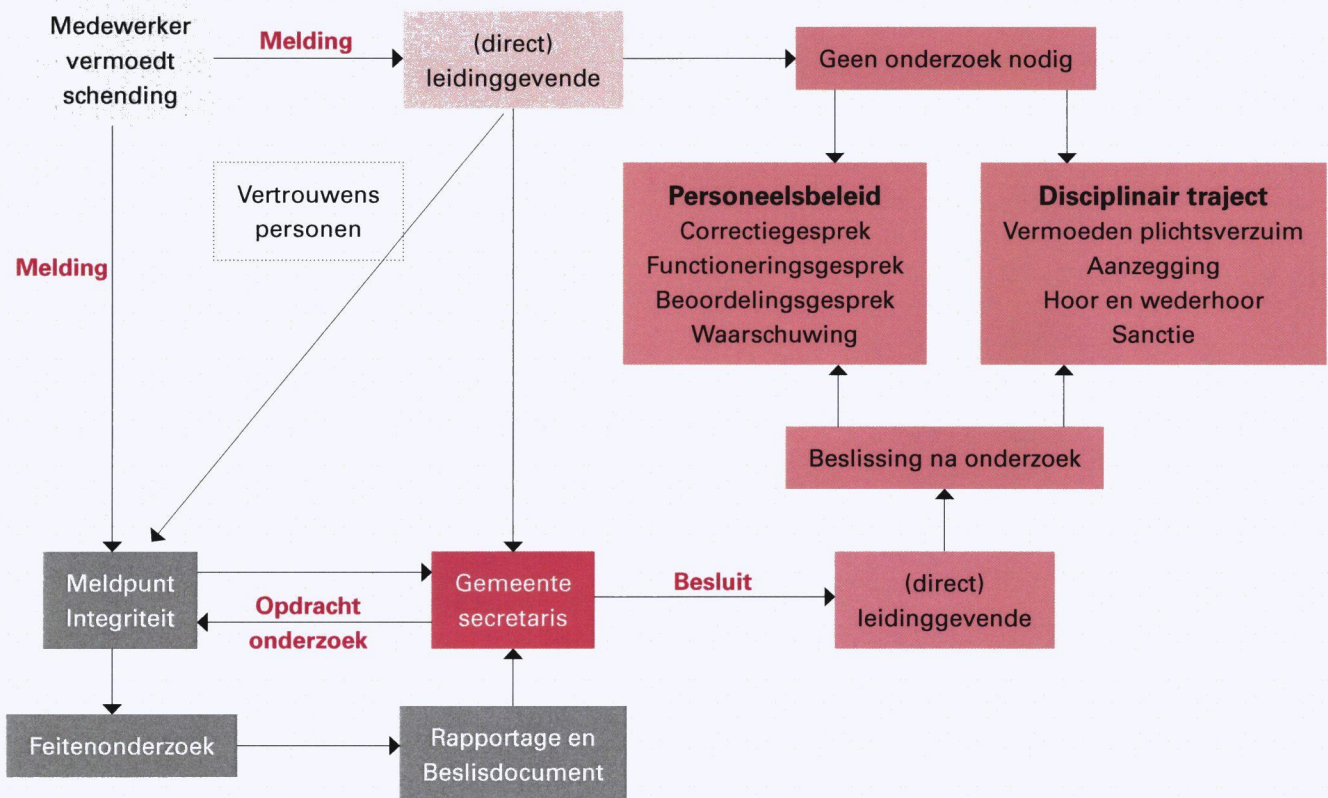 Medewerker
vermoedt
schending
Melding
(direct)
leidinggevende
Geen onderzoek nodig
Vertrouwens
personen
Personeelsbeleid
Correctiegesprek
Functioneringsgesprek
Beoordelingsgesprek
Waarschuwing
Disciplinair traject
Vermoeden plichtsverzuim
Aanzegging
Hoor en wederhoor
Sanctie
Melding
Beslissing na onderzoek
Meldpunt
Integriteit
Opdracht
onderzoek
Gemeente
secretaris
Besluit
(direct)
leidinggevende
Feitenonderzoek
Rapportage en
Beslisdocument